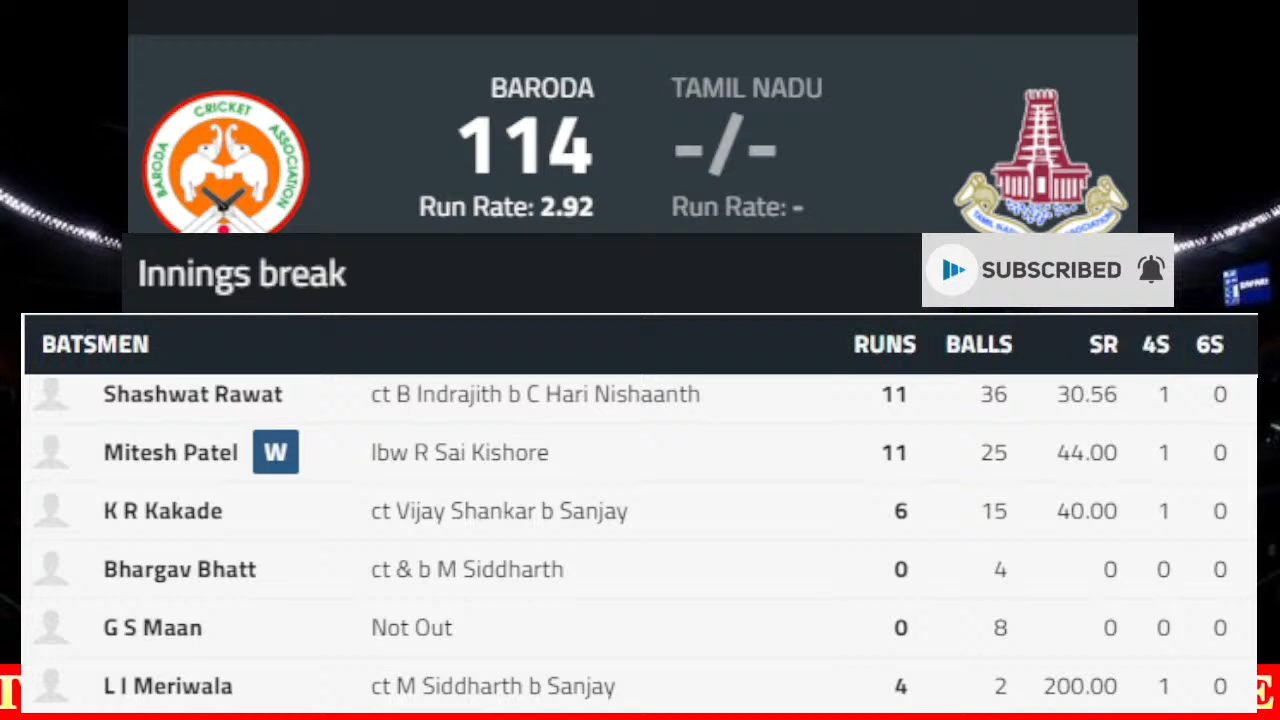 BARODA
114
Run Rate: 2.92
TAMIL NADU
-/-
Run Rate: -
BARODA CRICKET ASSOCIATION
Innings break
SUBSCRIBED
BATSMEN RUNS BALLS SR 4S 6S
Shashwat Rawat ct B Indrajith b C Hari Nishaanth 11 36 30.56 1 0
Mitesh Patel W lbw R Sai Kishore 11 25 44.00 1 0
K R Kakade ct Vijay Shankar b Sanjay 6 15 40.00 1 0
Bhargav Bhatt ct & b M Siddharth 0 4 0 0 0
G S Maan Not Out 0 8 0 0 0
L I Meriwala ct M Siddharth b Sanjay 4 2 200.00 1 0